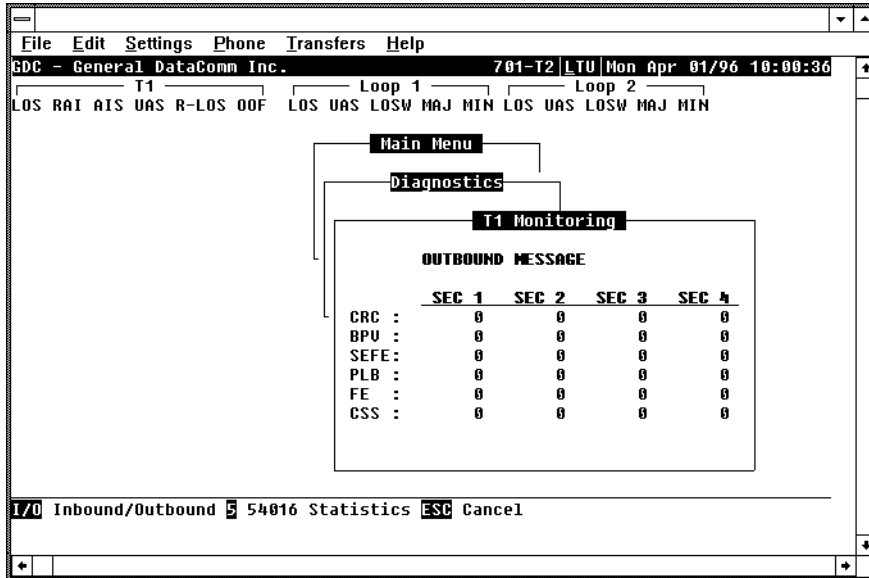 File Edit Settings Phone Transfers Help
GDC - General DataComm Inc. 701-T2|LTU|Mon Apr 01/96 10:00:36
T1 Loop 1 Loop 2
LOS RAI AIS UAS R-LOS OOF LOS UAS LOSW MAJ MIN LOS UAS LOSW MAJ MIN
Main Menu
Diagnostics
T1 Monitoring
OUTBOUND MESSAGE
SEC 1 SEC 2 SEC 3 SEC 4
CRC : 0 0 0 0
BPV : 0 0 0 0
SEFE: 0 0 0 0
PLB : 0 0 0 0
FE : 0 0 0 0
CSS : 0 0 0 0
I/O Inbound/Outbound 5 54016 Statistics ESC Cancel